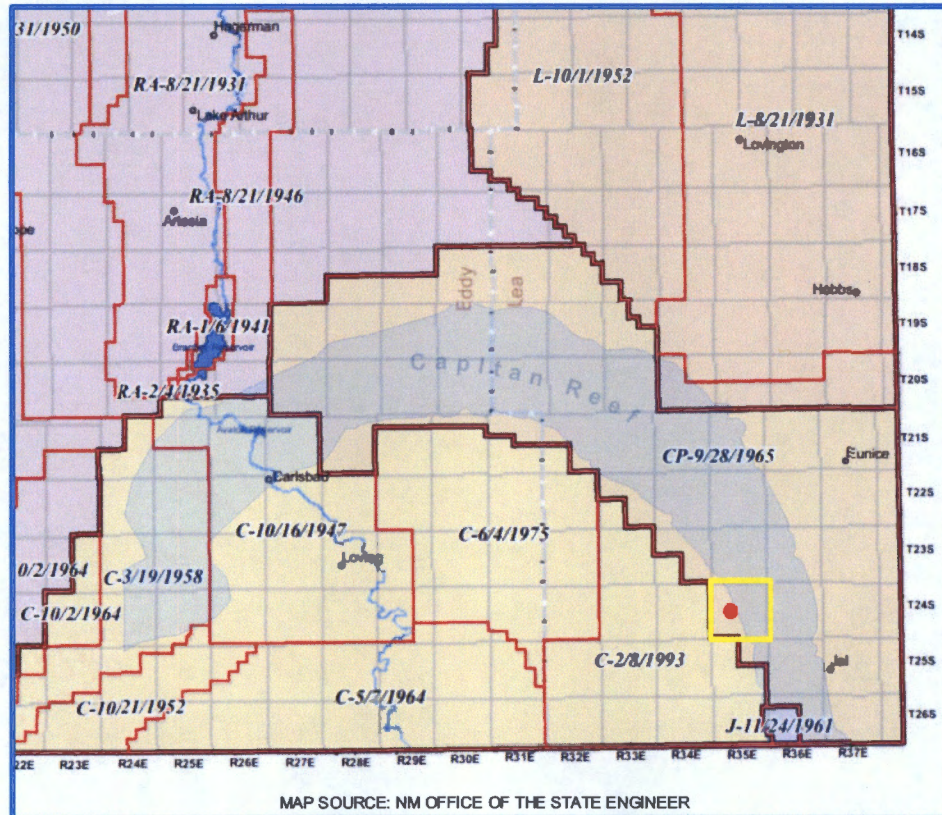 31/1950
Hagerman
T14S
L-10/1/1952
RA-8/21/1931
T15S
Lake Arthur
L-8/21/1931
Lovington
T16S
RA-8/21/1946
Artesia
T17S
ope
Eddy
Lea
T18S
Hobbs
RA-1/6/1941
T19S
Capitan Reef
T20S
RA-2/4/1935
T21S
CP-9/28/1965
Eunice
Carlsbad
T22S
C-10/16/1947
C-6/4/1975
Loving
T23S
0/2/1964
C-3/19/1958
C-10/2/1964
T24S
C-2/8/1993
Jal
T25S
C-10/21/1952
C-5/7/1964
T26S
J-11/24/1961
22E R23E R24E R25E R26E R27E R28E R29E R30E R31E R32E R33E R34E R35E R36E R37E
MAP SOURCE: NM OFFICE OF THE STATE ENGINEER